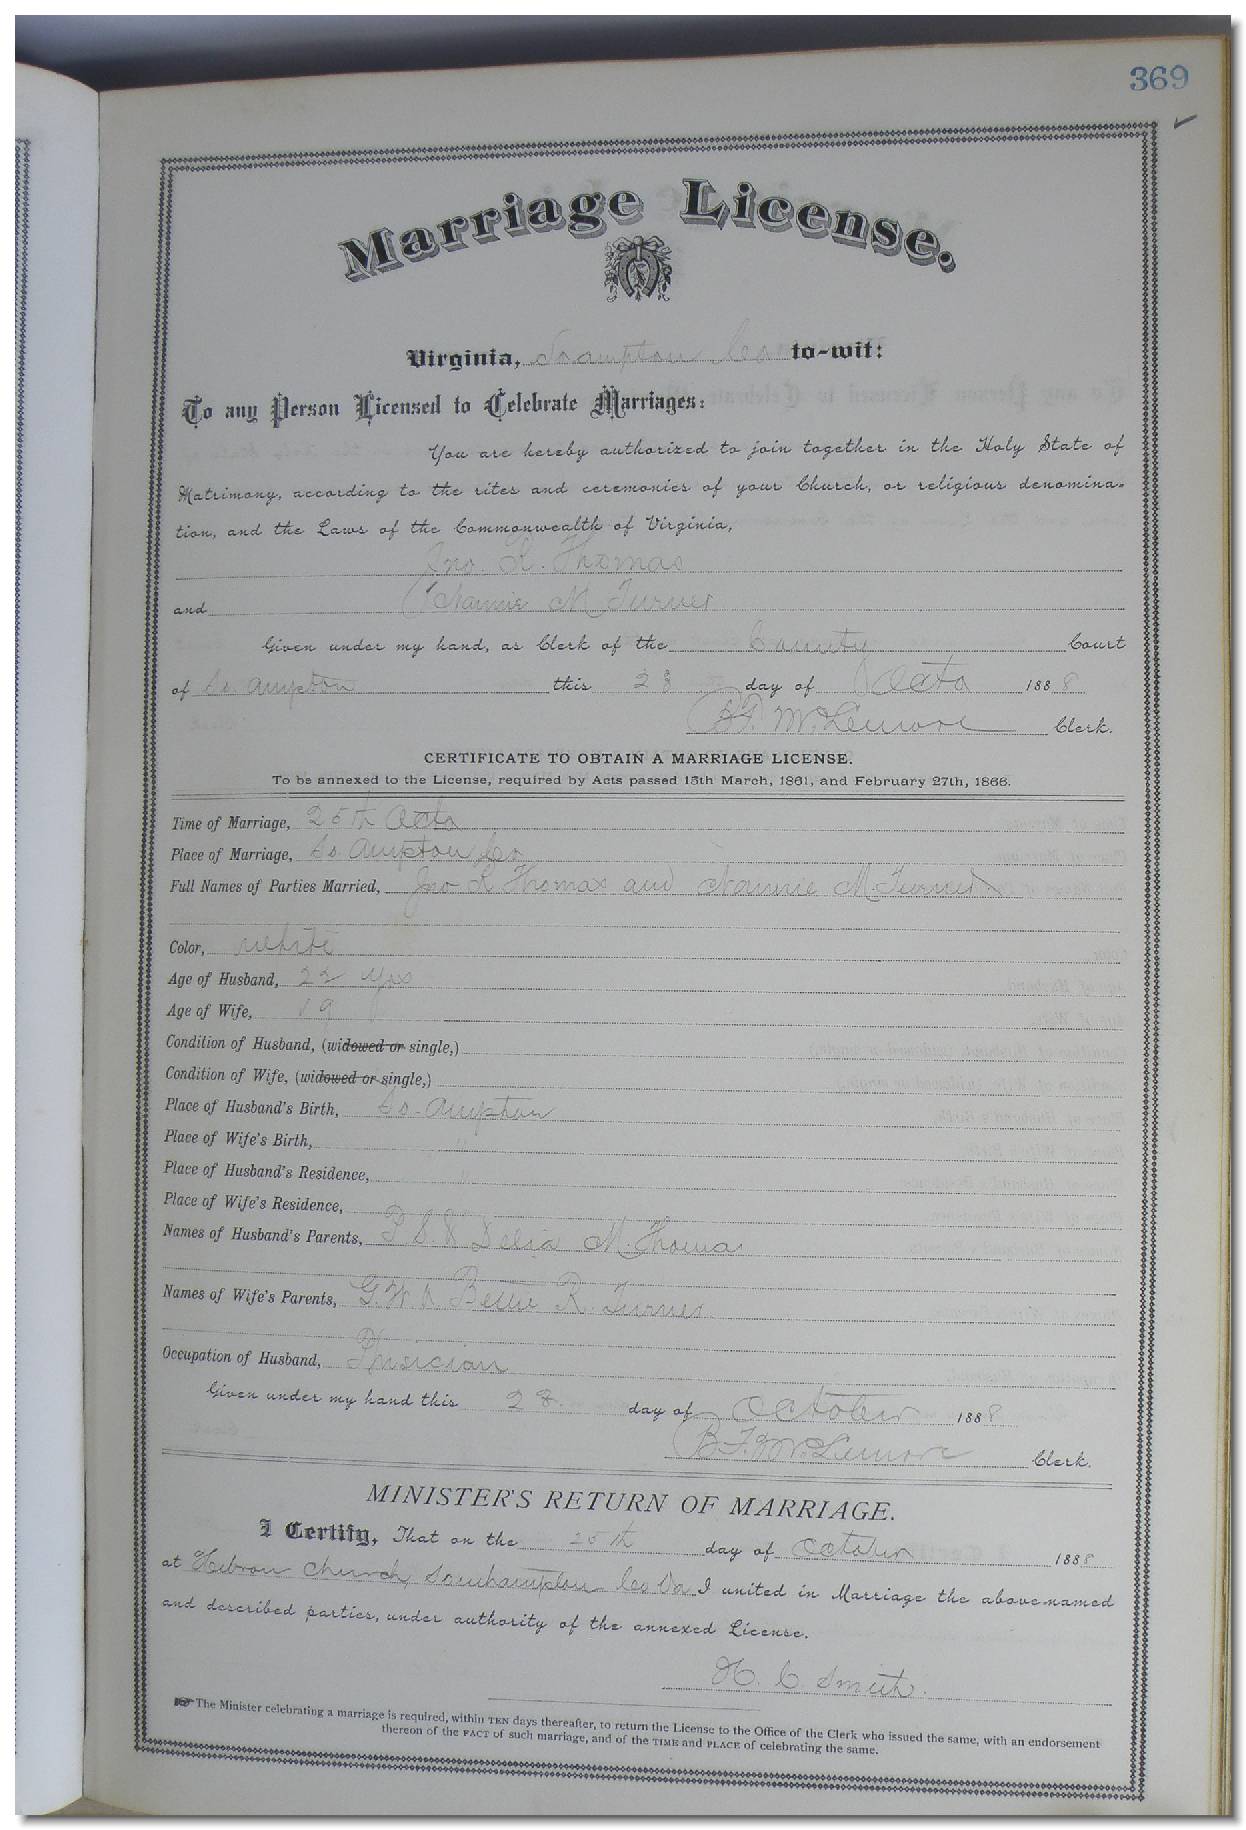 369
Marriage License.
Virginia, Soampton Co to-wit:
To any Person Licensed to Celebrate Marriages:
You are hereby authorized to join together in the Holy State of
Matrimony, according to the rites and ceremonies of your Church, or religious denomina-
tion, and the Laws of the Commonwealth of Virginia,
Jno. R. Thomas
and Nannie M Turner
Given under my hand, as Clerk of the County Court
of So. ampton this 23 day of Octo 1888
B.F. McLemore Clerk.
CERTIFICATE TO OBTAIN A MARRIAGE LICENSE.
To be annexed to the License, required by Acts passed 15th March, 1861, and February 27th, 1866.
Time of Marriage, 25th Octo
Place of Marriage, So. ampton Co
Full Names of Parties Married, Jno R Thomas and Nannie M. Turner
Color, white
Age of Husband, 22 yrs
Age of Wife, 19
Condition of Husband, (widowed or single,)
Condition of Wife, (widowed or single,)
Place of Husband's Birth, So. ampton
Place of Wife's Birth, "
Place of Husband's Residence, "
Place of Wife's Residence, "
Names of Husband's Parents, P. S. & Delia M. Thomas
Names of Wife's Parents, G. W. & Bettie R. Turner
Occupation of Husband, Phisician
Given under my hand this 23 day of October 1888
B. F. McLemore Clerk.
MINISTER'S RETURN OF MARRIAGE.
I Certify, That on the 25th day of October 1888
at Hebron Church, Southampton Co Va I united in Marriage the above-named
and described parties, under authority of the annexed License.
H. C. Smith.
The Minister celebrating a marriage is required, within TEN days thereafter, to return the License to the Office of the Clerk who issued the same, with an endorsement
thereon of the FACT of such marriage, and of the TIME and PLACE of celebrating the same.